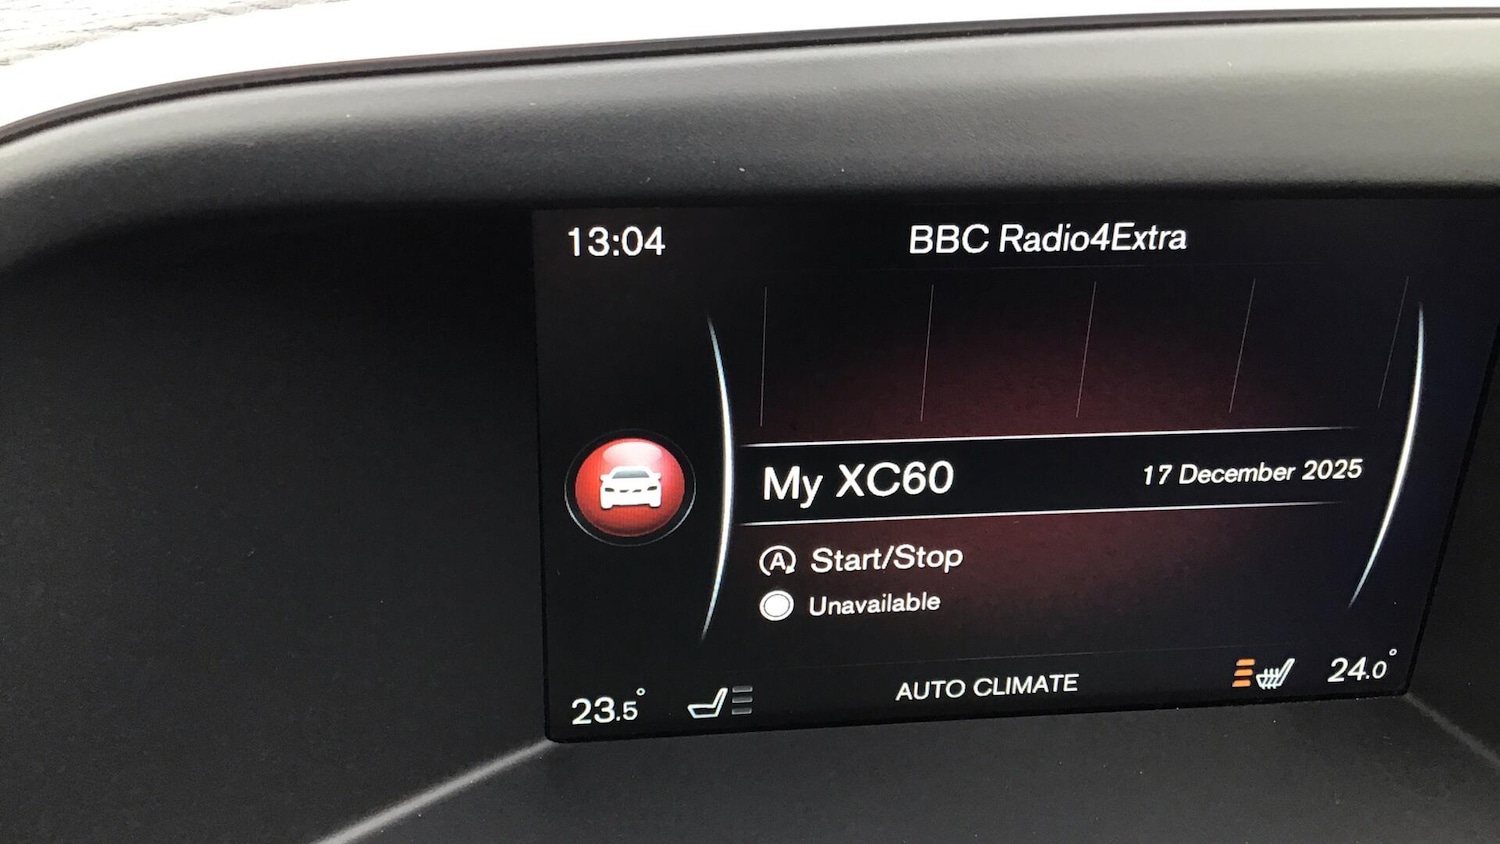 13:04
BBC Radio4Extra
My XC60
17 December 2025
A Start/Stop
Unavailable
23.5°
AUTO CLIMATE
24.0°